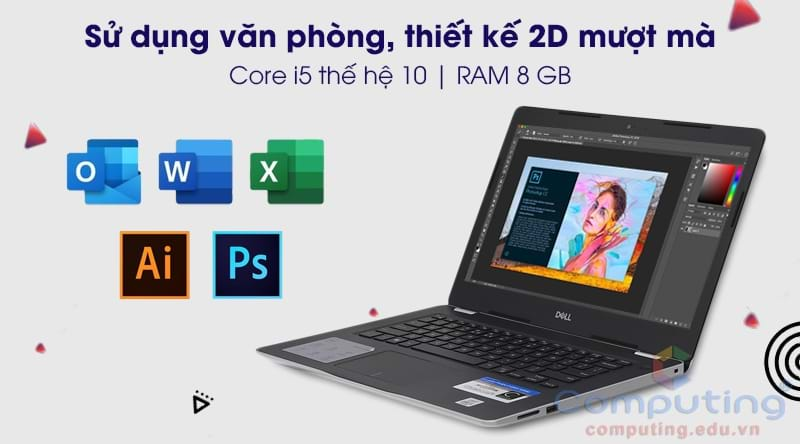 Sử dụng văn phòng, thiết kế 2D mượt mà
Core i5 thế hệ 10 | RAM 8 GB
O
W
X
Ai
Ps
Ps
DELL
Computing
computing.edu.vn